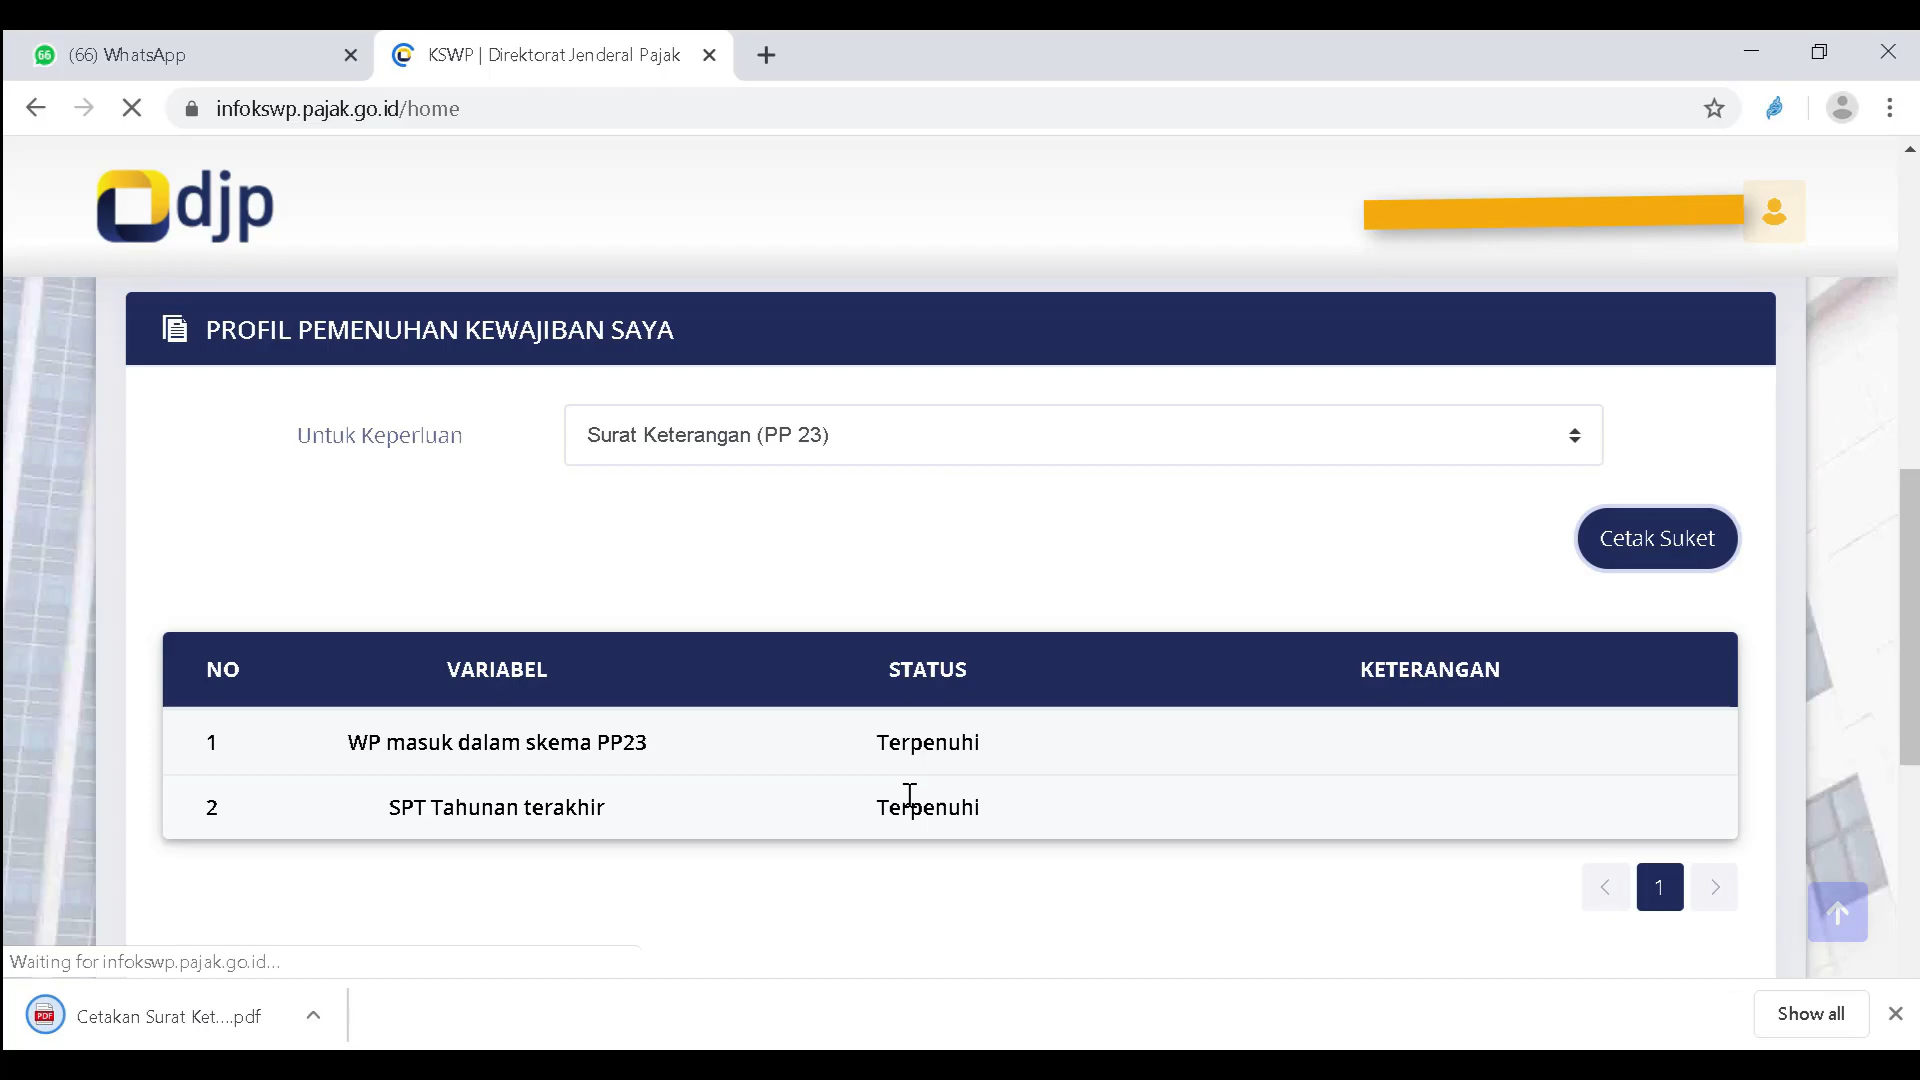 66
(66) WhatsApp
KSWP | Direktorat Jenderal Pajak
infokswp.pajak.go.id/home
djp
PROFIL PEMENUHAN KEWAJIBAN SAYA
Untuk Keperluan
Surat Keterangan (PP 23)
Cetak Suket
NO VARIABEL STATUS KETERANGAN
1 WP masuk dalam skema PP23 Terpenuhi
2 SPT Tahunan terakhir Terpenuhi
1
Waiting for infokswp.pajak.go.id...
PDF
Cetakan Surat Ket....pdf
Show all